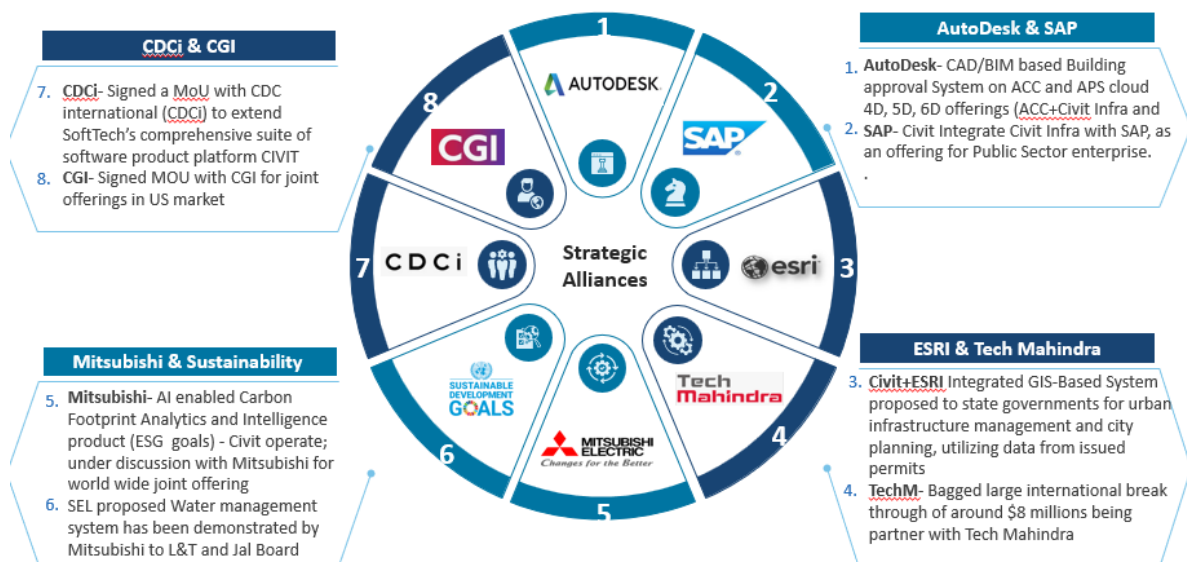 CDCi & CGI
7. CDCi- Signed a MoU with CDC
international (CDCi) to extend
SoftTech’s comprehensive suite of
software product platform CIVIT
8. CGI- Signed MOU with CGI for joint
offerings in US market
AutoDesk & SAP
1. AutoDesk- CAD/BIM based Building
approval System on ACC and APS cloud
4D, 5D, 6D offerings (ACC+Civit Infra and
2. SAP- Civit Integrate Civit Infra with SAP, as
an offering for Public Sector enterprise.
.
1
AUTODESK.
2
SAP
3
esri
4
Tech
Mahindra
5
MITSUBISHI
ELECTRIC
Changes for the Better
6
SUSTAINABLE
DEVELOPMENT
GOALS
7
CDCi
8
CGI
Strategic
Alliances
Mitsubishi & Sustainability
5. Mitsubishi- AI enabled Carbon
Footprint Analytics and Intelligence
product (ESG goals) - Civit operate;
under discussion with Mitsubishi for
world wide joint offering
6. SEL proposed Water management
system has been demonstrated by
Mitsubishi to L&T and Jal Board
ESRI & Tech Mahindra
3. Civit+ESRI Integrated GIS-Based System
proposed to state governments for urban
infrastructure management and city
planning, utilizing data from issued
permits
4. TechM- Bagged large international break
through of around $8 millions being
partner with Tech Mahindra